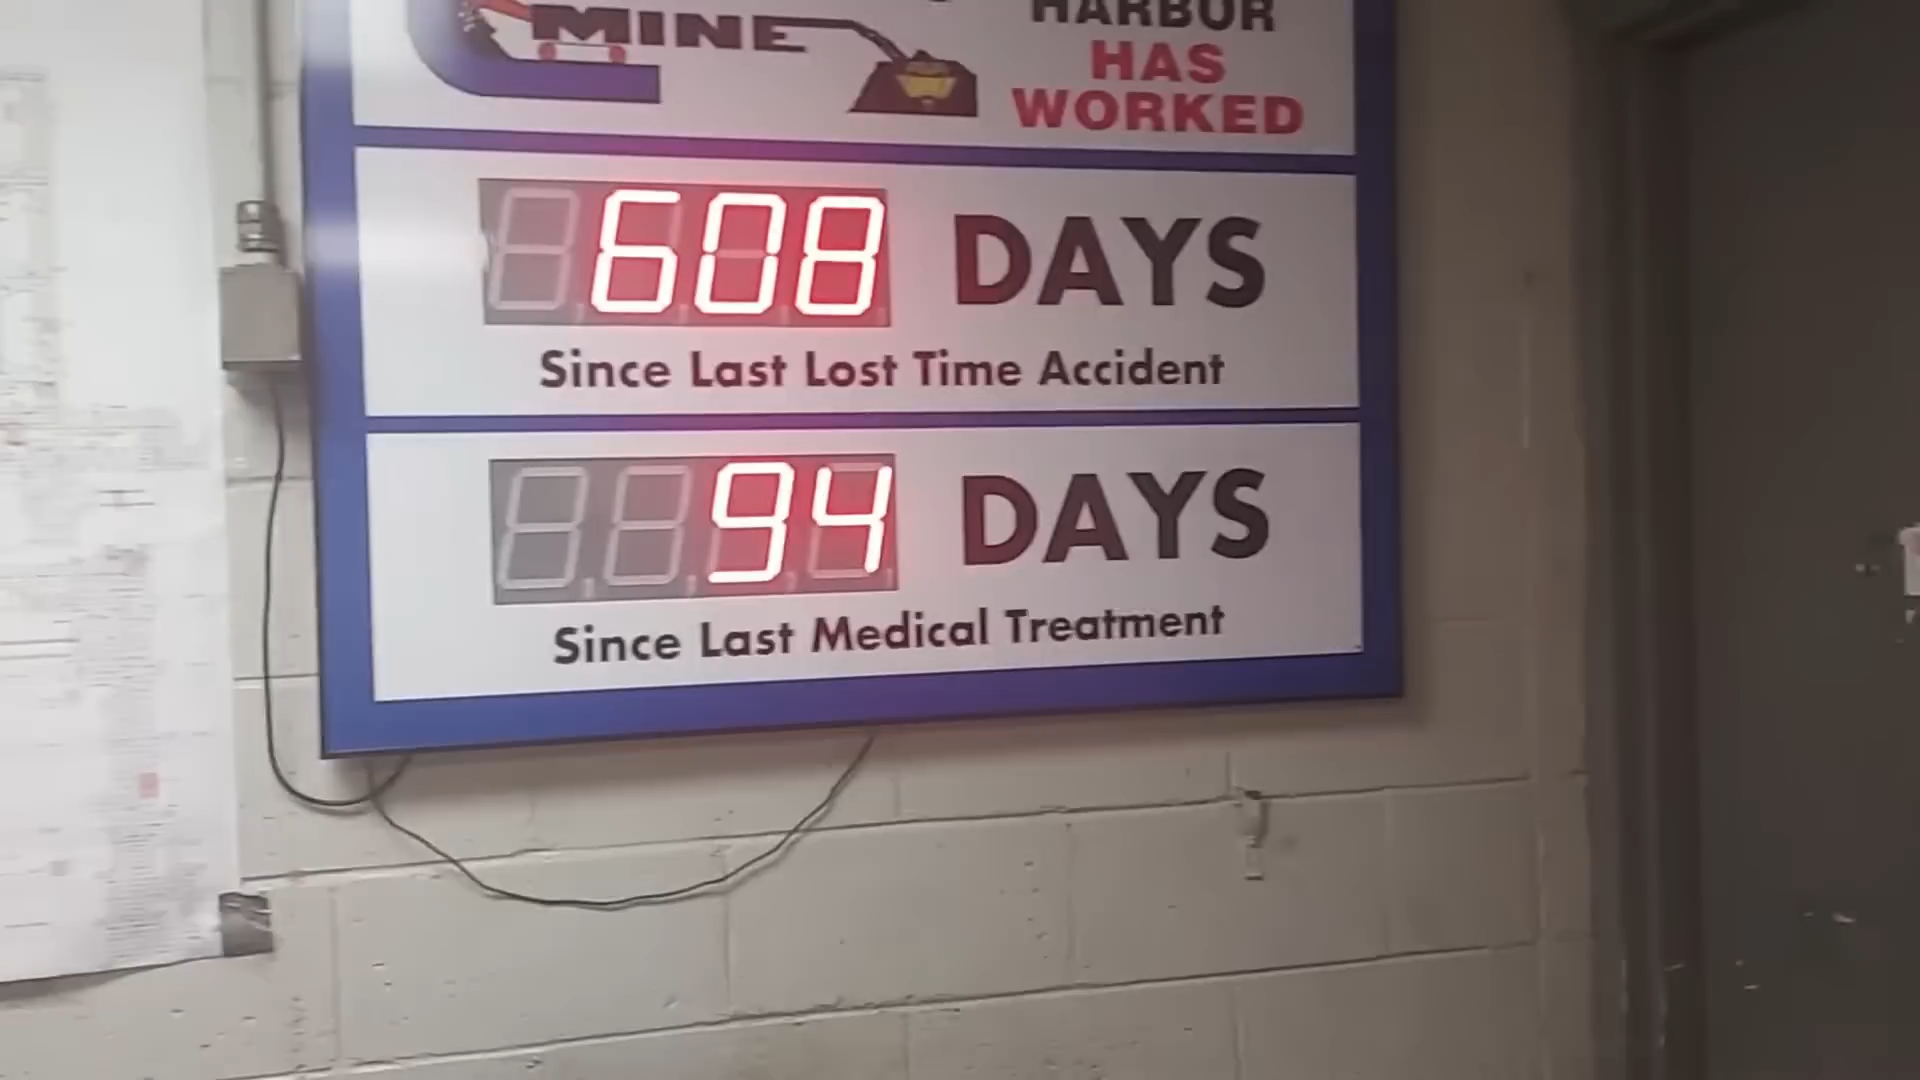 MINE
HARBOR
HAS
WORKED
608 DAYS
Since Last Lost Time Accident
94 DAYS
Since Last Medical Treatment